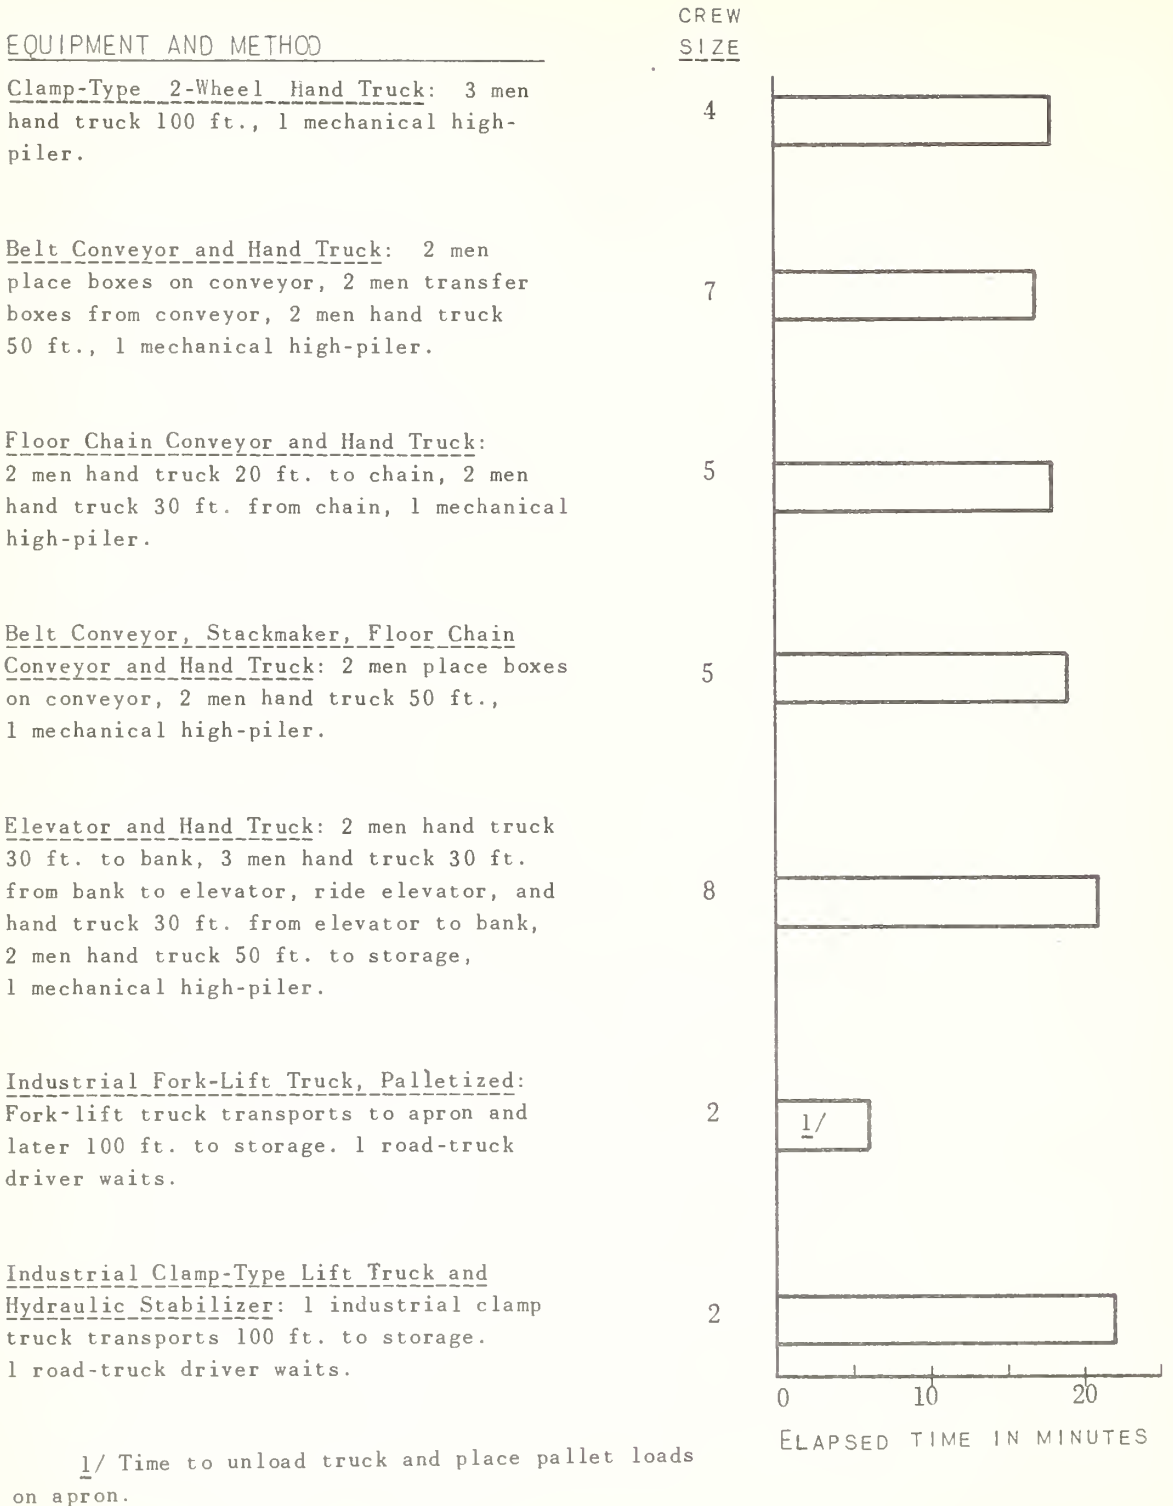 CREW
EQUIPMENT AND METHOD SIZE
Clamp-Type 2-Wheel Hand Truck: 3 men
hand truck 100 ft., 1 mechanical high-
piler.
4
Belt Conveyor and Hand Truck: 2 men
place boxes on conveyor, 2 men transfer
boxes from conveyor, 2 men hand truck
50 ft., 1 mechanical high-piler.
7
Floor Chain Conveyor and Hand Truck:
2 men hand truck 20 ft. to chain, 2 men
hand truck 30 ft. from chain, 1 mechanical
high-piler.
5
Belt Conveyor, Stackmaker, Floor Chain
Conveyor and Hand Truck: 2 men place boxes
on conveyor, 2 men hand truck 50 ft.,
1 mechanical high-piler.
5
Elevator and Hand Truck: 2 men hand truck
30 ft. to bank, 3 men hand truck 30 ft.
from bank to elevator, ride elevator, and
hand truck 30 ft. from elevator to bank,
2 men hand truck 50 ft. to storage,
1 mechanical high-piler.
8
Industrial Fork-Lift Truck, Palletized:
Fork-lift truck transports to apron and
later 100 ft. to storage. 1 road-truck
driver waits.
2
1/
Industrial Clamp-Type Lift Truck and
Hydraulic Stabilizer: 1 industrial clamp
truck transports 100 ft. to storage.
1 road-truck driver waits.
2
0 10 20
ELAPSED TIME IN MINUTES
1/ Time to unload truck and place pallet loads
on apron.